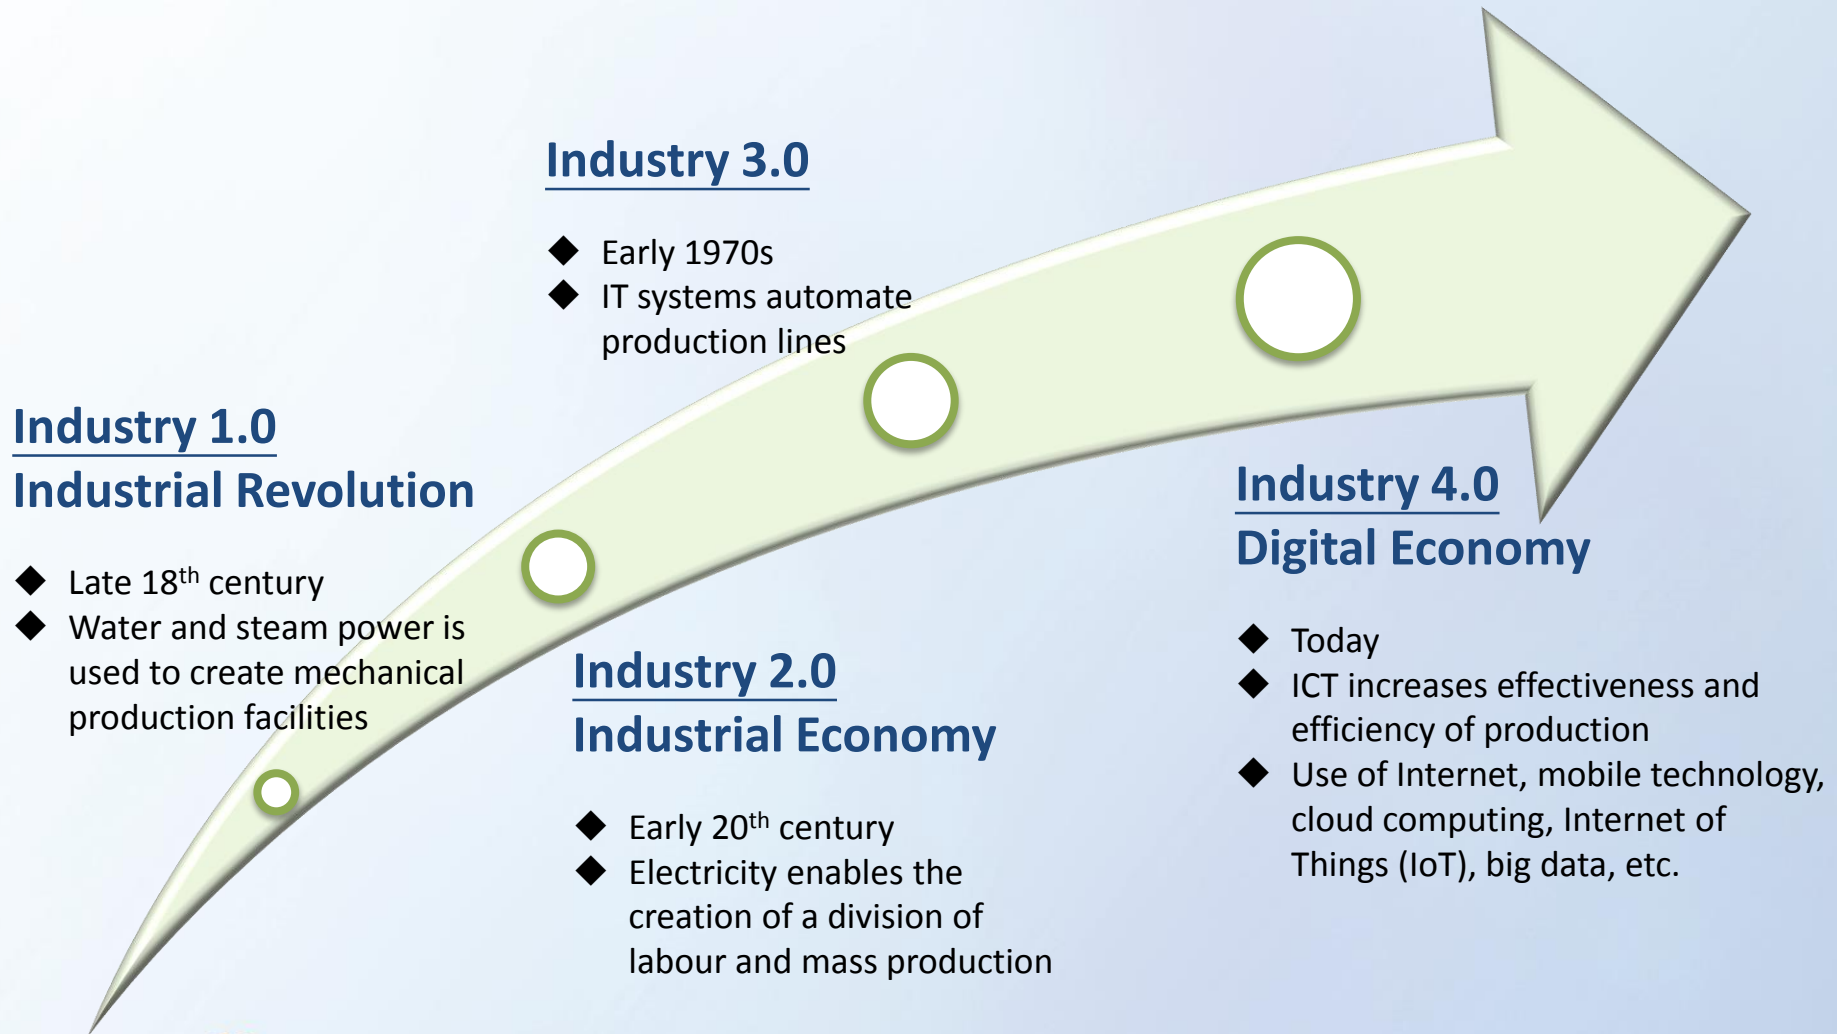 Industry 1.0
Industrial Revolution
◆ Late 18th century
◆ Water and steam power is
used to create mechanical
production facilities
Industry 2.0
Industrial Economy
◆ Early 20th century
◆ Electricity enables the
creation of a division of
labour and mass production
Industry 3.0
◆ Early 1970s
◆ IT systems automate
production lines
Industry 4.0
Digital Economy
◆ Today
◆ ICT increases effectiveness and
efficiency of production
◆ Use of Internet, mobile technology,
cloud computing, Internet of
Things (IoT), big data, etc.